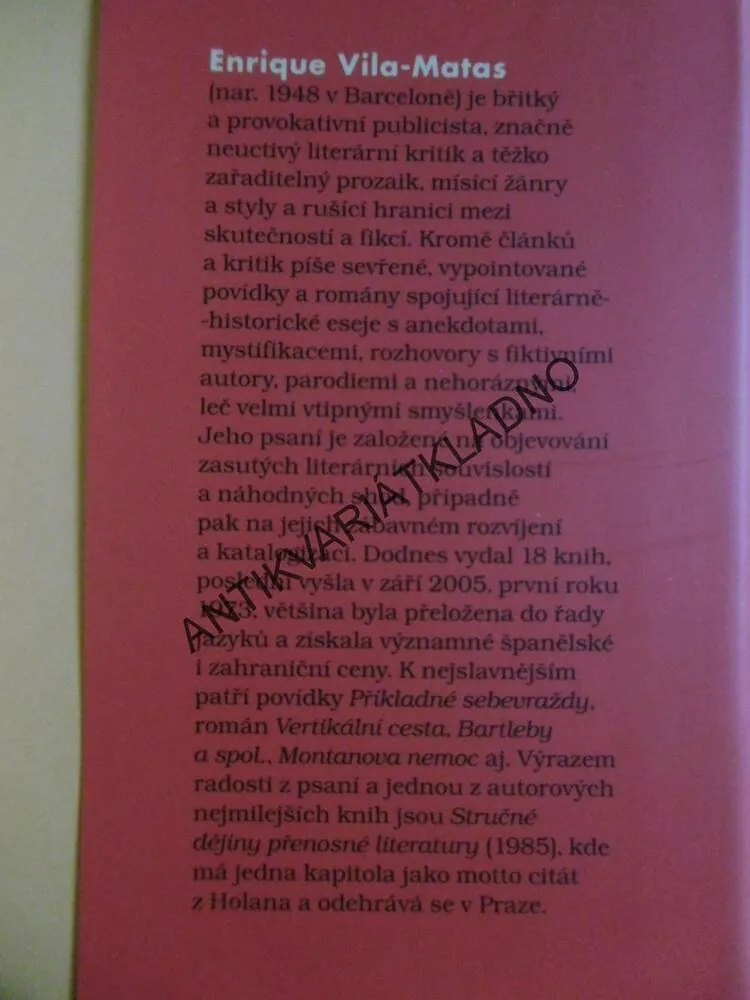 Enrique Vila-Matas
(nar. 1948 v Barceloně) je břitký
a provokativní publicista, značně
neuctivý literární kritik a těžko
zařaditelný prozaik, mísící žánry
a styly a rušící hranici mezi
skutečností a fikcí. Kromě článků
a kritik píše sevřené, vypointované
povídky a romány spojující literárně-
-historické eseje s anekdotami,
mystifikacemi, rozhovory s fiktivními
autory, parodiemi a nehoráznými,
leč velmi vtipnými smyšlenkami.
Jeho psaní je založeno na objevování
zasutých literárních souvislostí
a náhodných shod, případně
pak na jejich zábavném rozvíjení
a katalogizaci. Dodnes vydal 18 knih,
poslední vyšla v září 2005, první roku
1973; většina byla přeložena do řady
jazyků a získala významné španělské
i zahraniční ceny. K nejslavnějším
patří povídky Příkladné sebevraždy,
román Vertikální cesta, Bartleby
a spol., Montanova nemoc aj. Výrazem
radosti z psaní a jednou z autorových
nejmilejších knih jsou Stručné
dějiny přenosné literatury (1985), kde
má jedna kapitola jako motto citát
z Holana a odehrává se v Praze.
ANTIKVARIÁTKLADNO